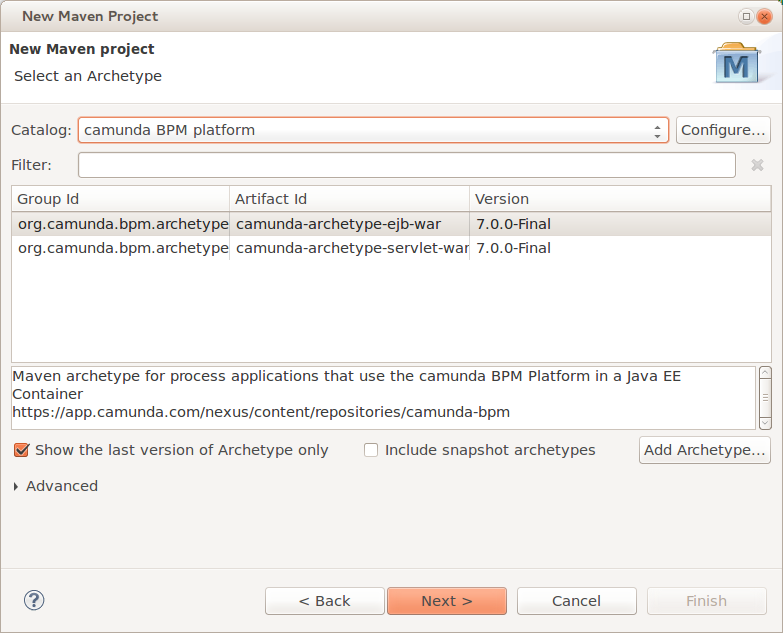 New Maven Project
New Maven project
Select an Archetype
M
Catalog: camunda BPM platform Configure...
Filter:
Group Id Artifact Id Version
org.camunda.bpm.archetype camunda-archetype-ejb-war 7.0.0-Final
org.camunda.bpm.archetype camunda-archetype-servlet-war 7.0.0-Final
Maven archetype for process applications that use the camunda BPM Platform in a Java EE
Container
https://app.camunda.com/nexus/content/repositories/camunda-bpm
Show the last version of Archetype only Include snapshot archetypes Add Archetype...
Advanced
? < Back Next > Cancel Finish